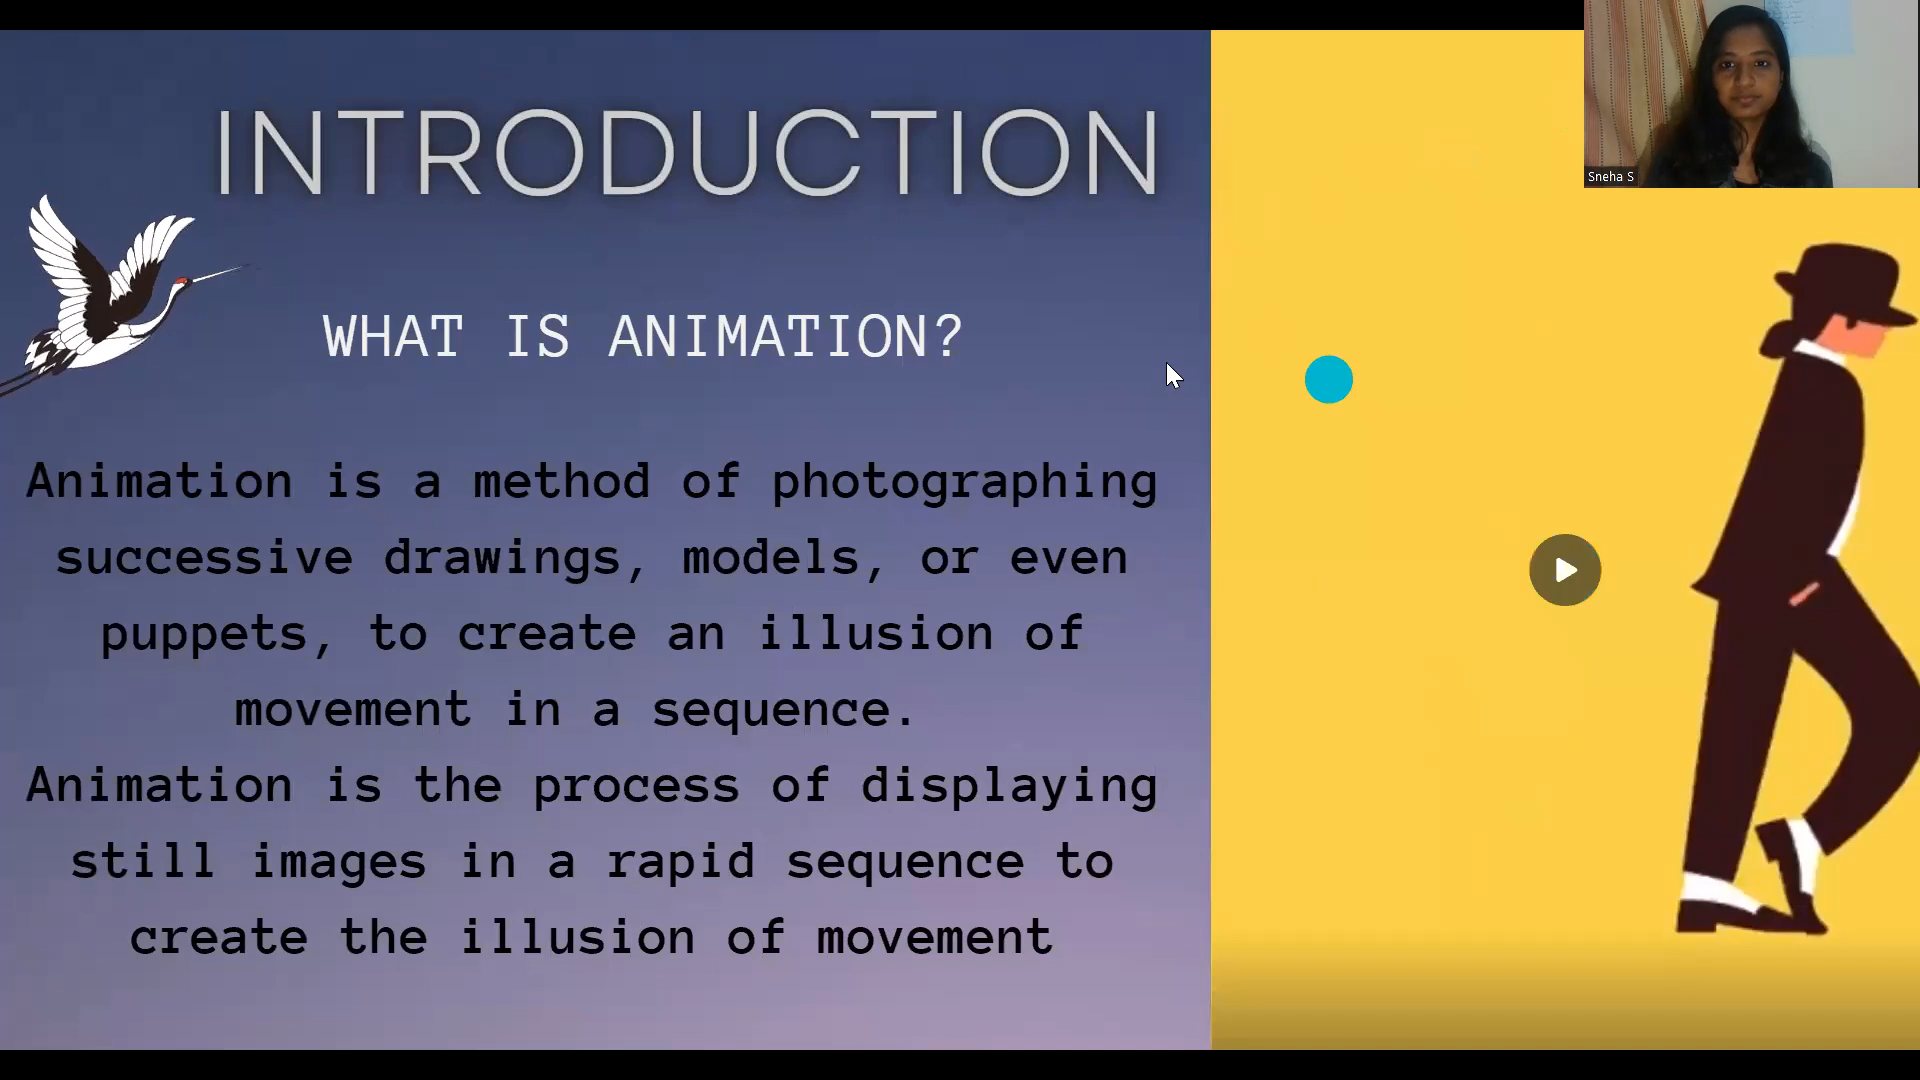 INTRODUCTION
Sneha S
WHAT IS ANIMATION?
Animation is a method of photographing
successive drawings, models, or even
puppets, to create an illusion of
movement in a sequence.
Animation is the process of displaying
still images in a rapid sequence to
create the illusion of movement